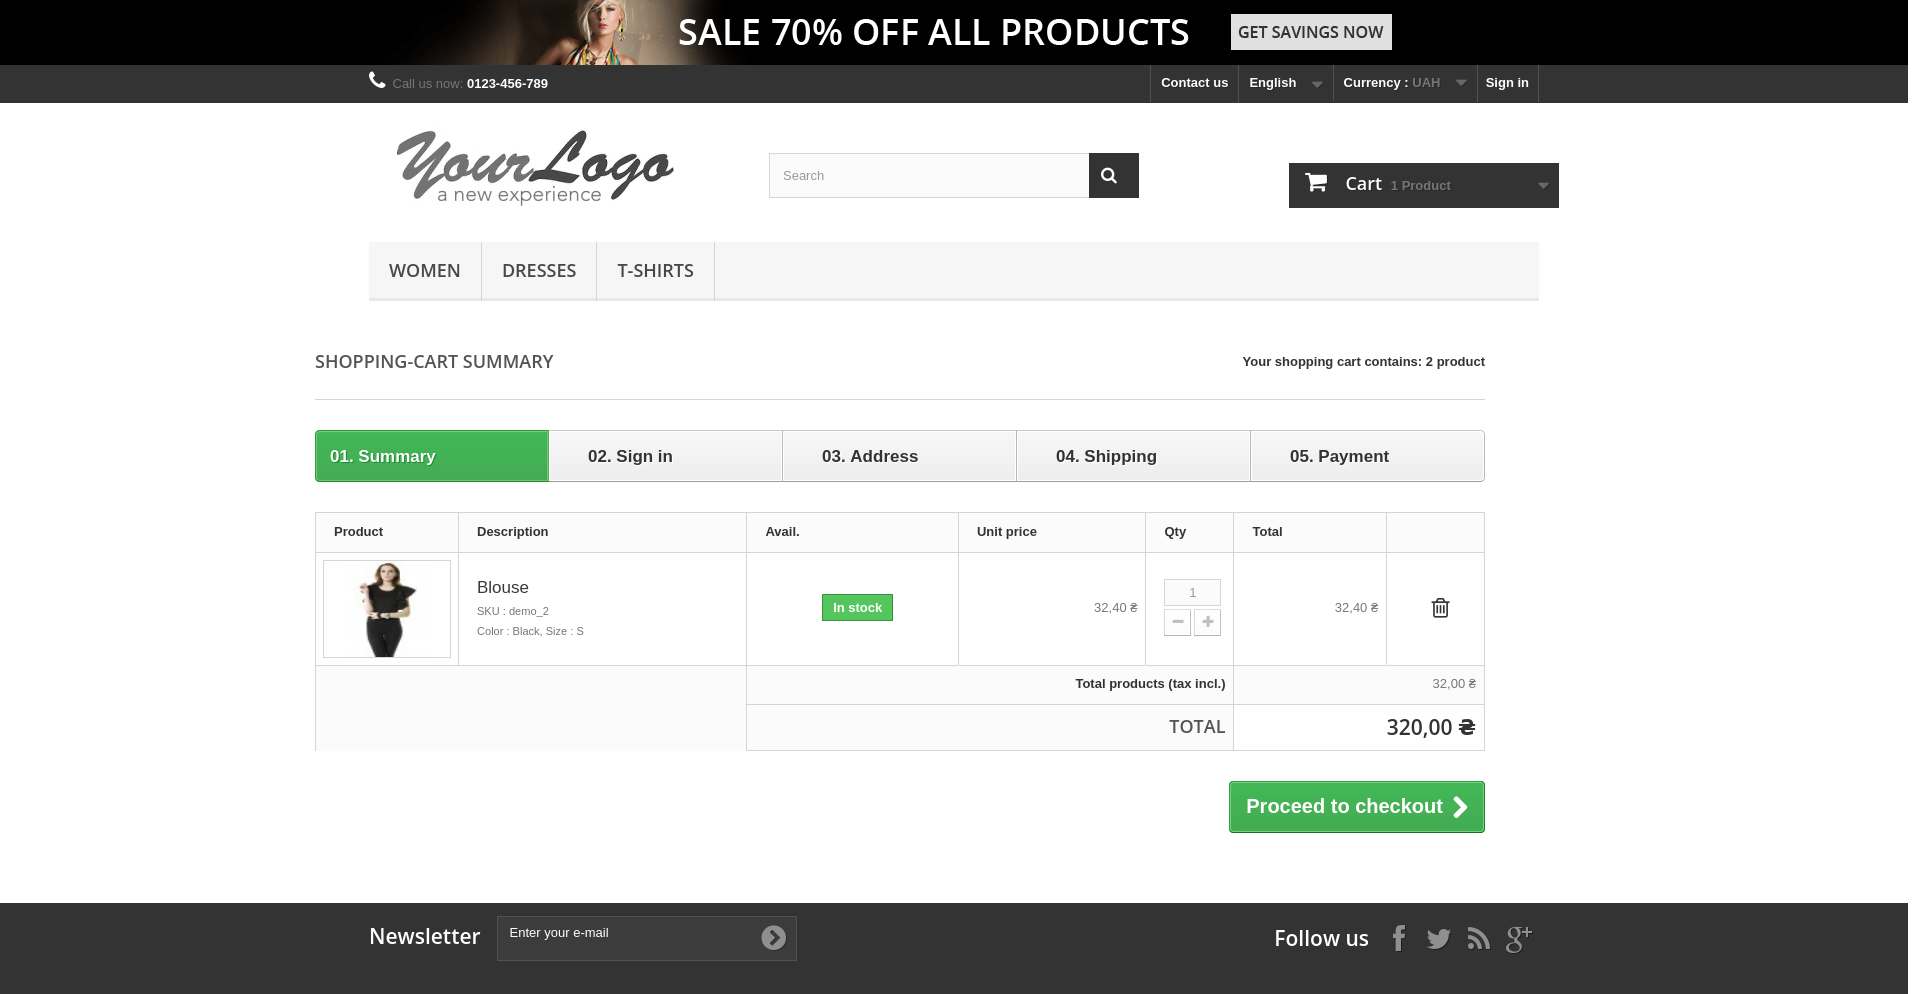 SALE 70% OFF ALL PRODUCTS GET SAVINGS NOW
Call us now: 0123-456-789 Contact us English Currency : UAH Sign in
YourLogo
a new experience
Search
Cart 1 Product
WOMEN DRESSES T-SHIRTS
SHOPPING-CART SUMMARY Your shopping cart contains: 2 product
01. Summary 02. Sign in 03. Address 04. Shipping 05. Payment
Product Description Avail. Unit price Qty Total
Blouse
SKU : demo_2
Color : Black, Size : S
In stock 32,40 ₴ 1 32,40 ₴
Total products (tax incl.) 32,00 ₴
TOTAL 320,00 ₴
Proceed to checkout
Newsletter Enter your e-mail Follow us